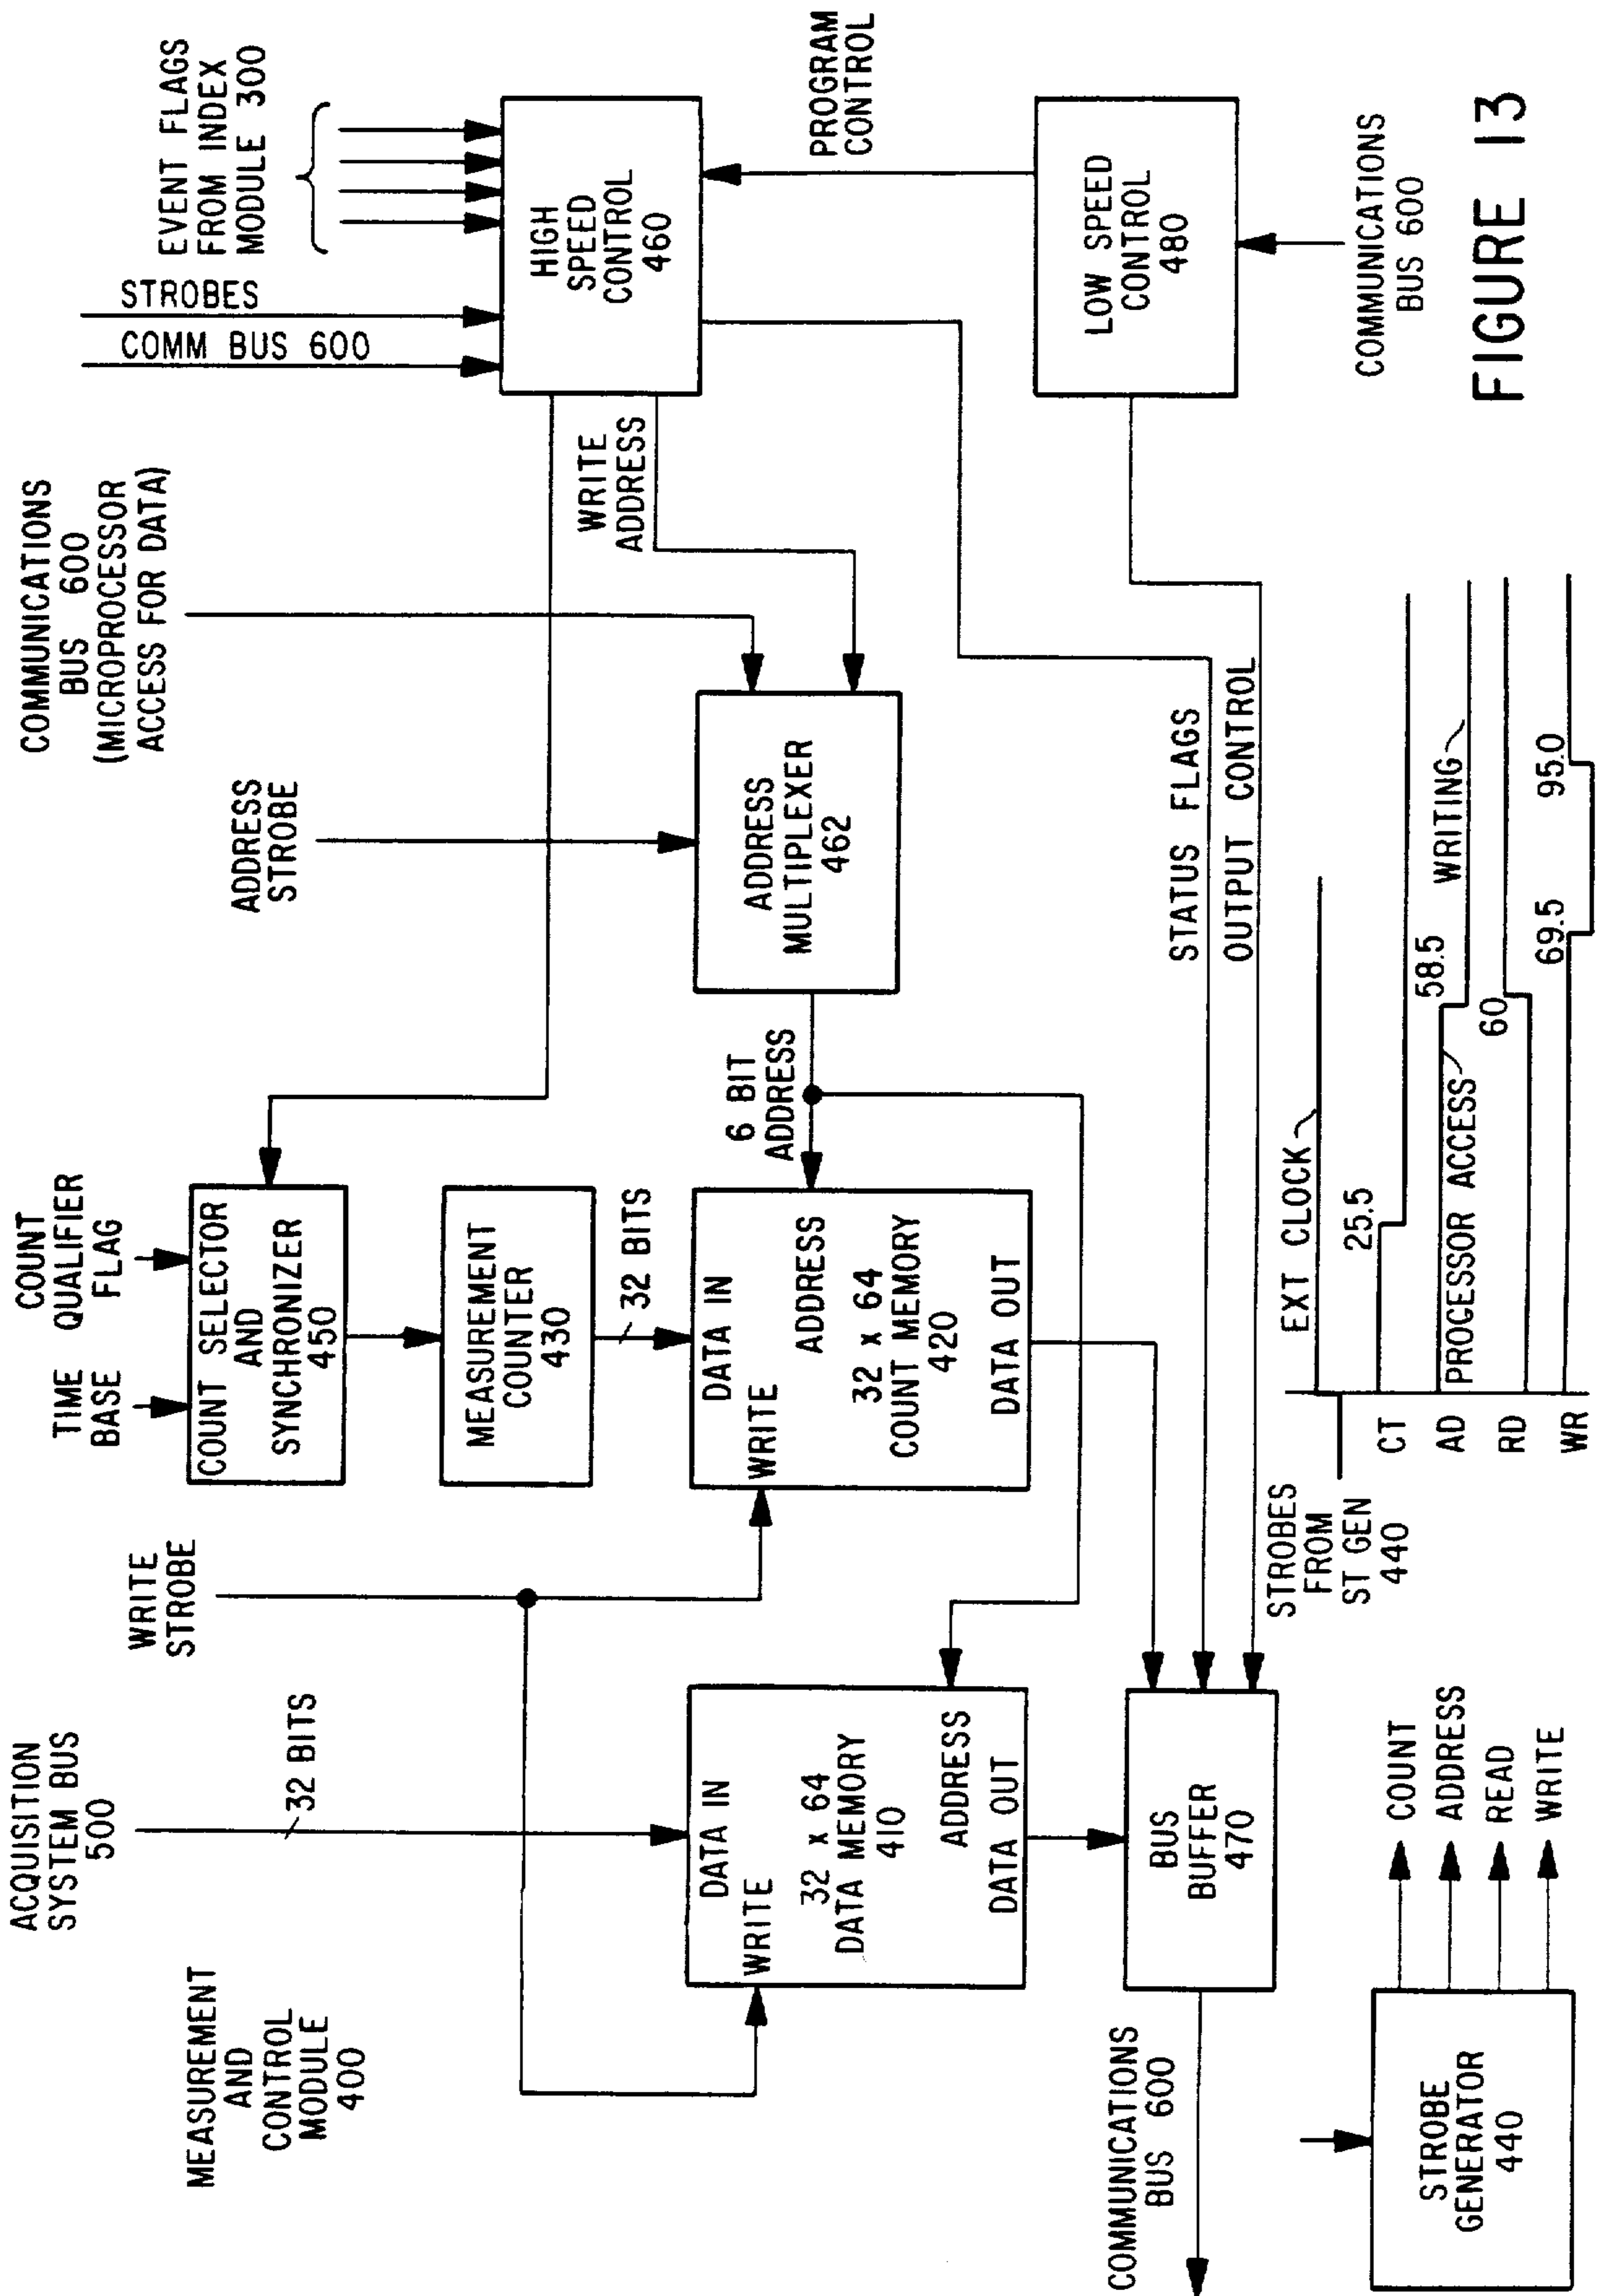 MEASUREMENT
AND
CONTROL
MODULE
400
ACQUISITION
SYSTEM BUS
500
32 BITS
WRITE
STROBE
TIME
BASE
COUNT
QUALIFIER
FLAG
COUNT SELECTOR
AND
SYNCHRONIZER
450
MEASUREMENT
COUNTER
430
32 BITS
ADDRESS
STROBE
COMMUNICATIONS
BUS 600
(MICROPROCESSOR
ACCESS FOR DATA)
COMM BUS 600
STROBES
EVENT FLAGS
FROM INDEX
MODULE 300
HIGH
SPEED
CONTROL
460
WRITE
ADDRESS
DATA IN
WRITE
32 x 64
DATA MEMORY
410
ADDRESS
DATA OUT
DATA IN
WRITE
ADDRESS
32 x 64
COUNT MEMORY
420
DATA OUT
6 BIT
ADDRESS
ADDRESS
MULTIPLEXER
462
PROGRAM
CONTROL
LOW SPEED
CONTROL
480
COMMUNICATIONS
BUS 600
STATUS FLAGS
OUTPUT CONTROL
BUS
BUFFER
470
COMMUNICATIONS
BUS 600
STROBE
GENERATOR
440
COUNT
ADDRESS
READ
WRITE
STROBES
FROM
ST GEN
440
EXT CLOCK
CT
25.5
AD
PROCESSOR ACCESS
58.5
WRITING
RD
60
WR
69.5
95.0
FIGURE 13